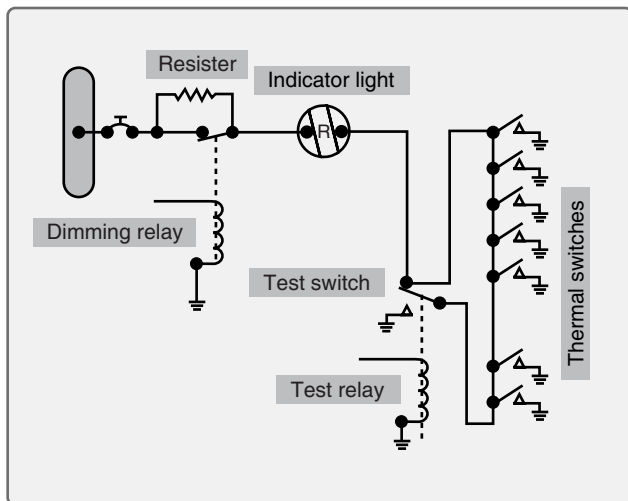 Resister
Indicator light
R
Dimming relay
Test switch
Thermal switches
Test relay